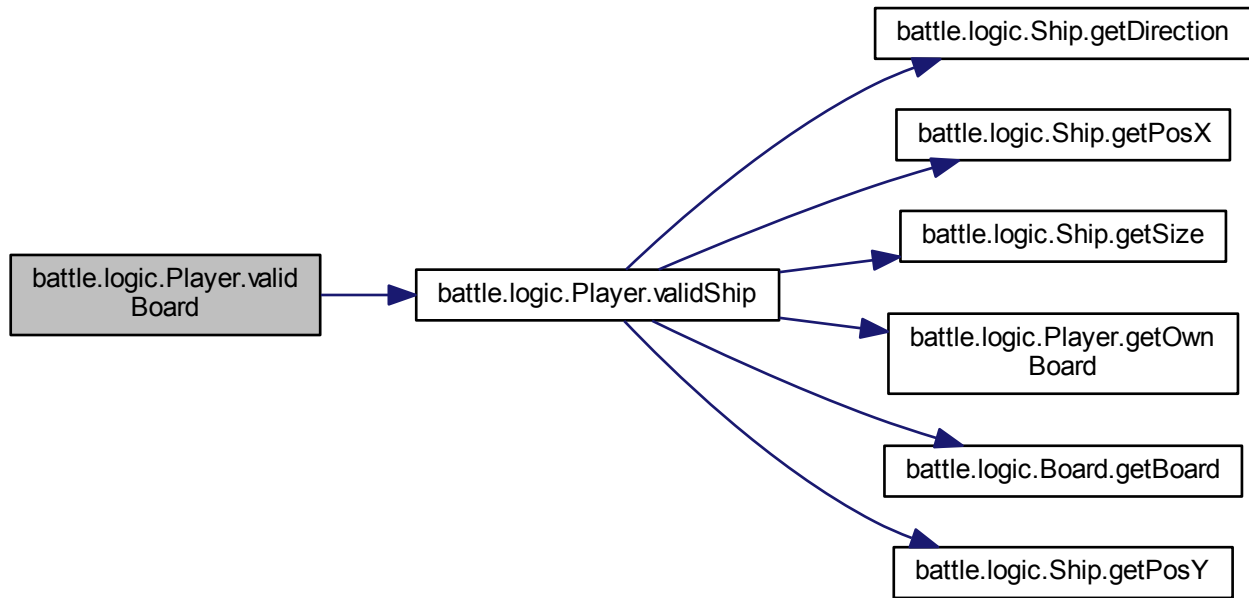 battle.logic.Ship.getDirection
battle.logic.Ship.getPosX
battle.logic.Ship.getSize
battle.logic.Player.valid
Board
battle.logic.Player.validShip
battle.logic.Player.getOwn
Board
battle.logic.Board.getBoard
battle.logic.Ship.getPosY